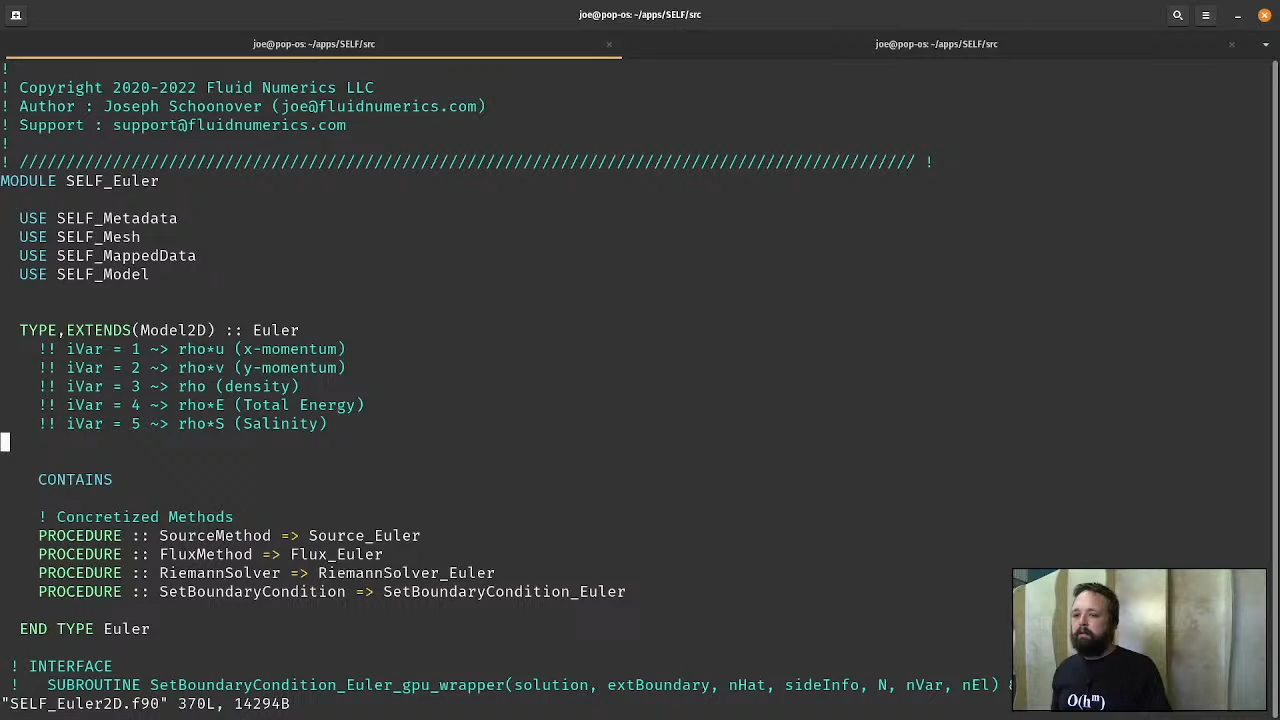 joe@pop-os: ~/apps/SELF/src
joe@pop-os: ~/apps/SELF/src
joe@pop-os: ~/apps/SELF/src
!
! Copyright 2020-2022 Fluid Numerics LLC
! Author : Joseph Schoonover (joe@fluidnumerics.com)
! Support : support@fluidnumerics.com
!
! //////////////////////////////////////////////////////////////////////////////////////////////// !
MODULE SELF_Euler
USE SELF_Metadata
USE SELF_Mesh
USE SELF_MappedData
USE SELF_Model
TYPE,EXTENDS(Model2D) :: Euler
!! iVar = 1 ~> rho*u (x-momentum)
!! iVar = 2 ~> rho*v (y-momentum)
!! iVar = 3 ~> rho (density)
!! iVar = 4 ~> rho*E (Total Energy)
!! iVar = 5 ~> rho*S (Salinity)
CONTAINS
! Concretized Methods
PROCEDURE :: SourceMethod => Source_Euler
PROCEDURE :: FluxMethod => Flux_Euler
PROCEDURE :: RiemannSolver => RiemannSolver_Euler
PROCEDURE :: SetBoundaryCondition => SetBoundaryCondition_Euler
END TYPE Euler
! INTERFACE
! SUBROUTINE SetBoundaryCondition_Euler_gpu_wrapper(solution, extBoundary, nHat, sideInfo, N, nVar, nEl) &
"SELF_Euler2D.f90" 370L, 14294B
O(hᵐ)